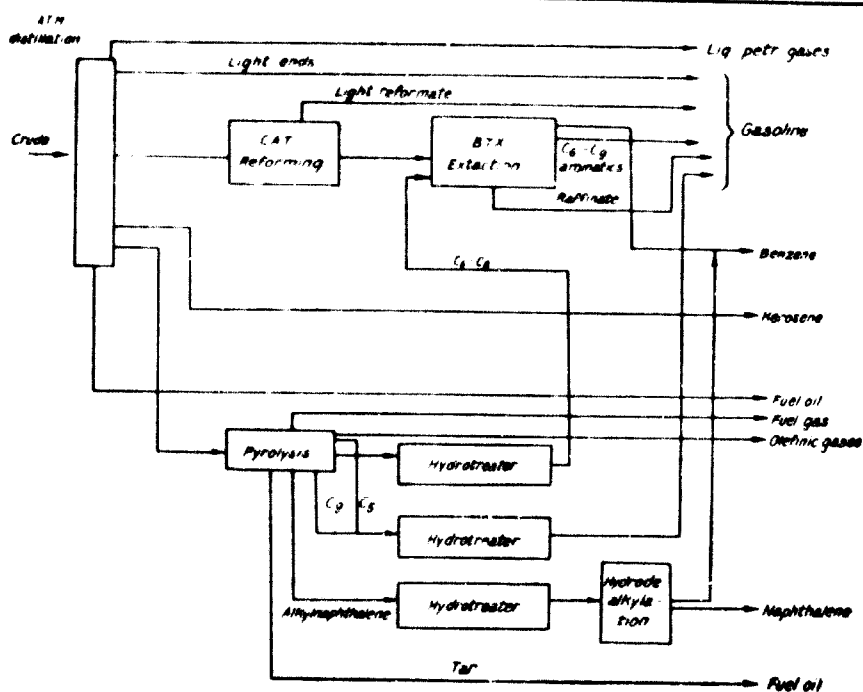 ATM
distillation
Liq petr gases
Light ends
Light reformate
Gasoline
Crude
CAT
Reforming
BTX
Extaction
C6-C9
aromatics
Raffinate
Benzene
C6-C8
Kerosene
Fuel oil
Fuel gas
Olefinic gases
Pyrolysis
Hydrotreater
C9 C5
Hydrotreater
Alkylnaphthalene
Hydrotreater
Hydrode
alkyla-
tion
Naphthalene
Tar
Fuel oil